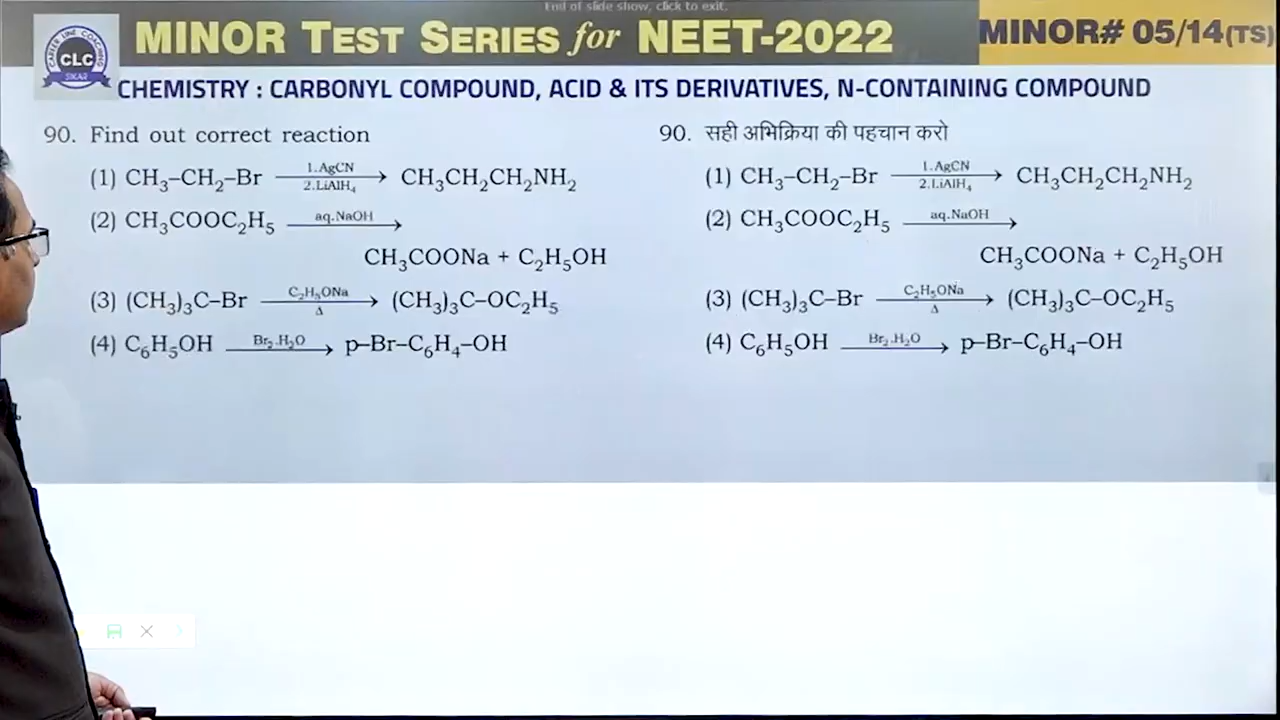 End of slide show, click to exit.
MINOR TEST SERIES for NEET-2022
MINOR# 05/14(TS)
CAREER LINE COACHING
CLC
SIKAR
CHEMISTRY : CARBONYL COMPOUND, ACID & ITS DERIVATIVES, N-CONTAINING COMPOUND
90. Find out correct reaction
(1) CH₃–CH₂–Br 1.AgCN 2.LiAlH₄ → CH₃CH₂CH₂NH₂
(2) CH₃COOC₂H₅ aq.NaOH →
CH₃COONa + C₂H₅OH
(3) (CH₃)₃C–Br C₂H₅ONa Δ → (CH₃)₃C–OC₂H₅
(4) C₆H₅OH Br₂.H₂O → p–Br–C₆H₄–OH
90. सही अभिक्रिया की पहचान करो
(1) CH₃–CH₂–Br 1.AgCN 2.LiAlH₄ → CH₃CH₂CH₂NH₂
(2) CH₃COOC₂H₅ aq.NaOH →
CH₃COONa + C₂H₅OH
(3) (CH₃)₃C–Br C₂H₅ONa Δ → (CH₃)₃C–OC₂H₅
(4) C₆H₅OH Br₂.H₂O → p–Br–C₆H₄–OH